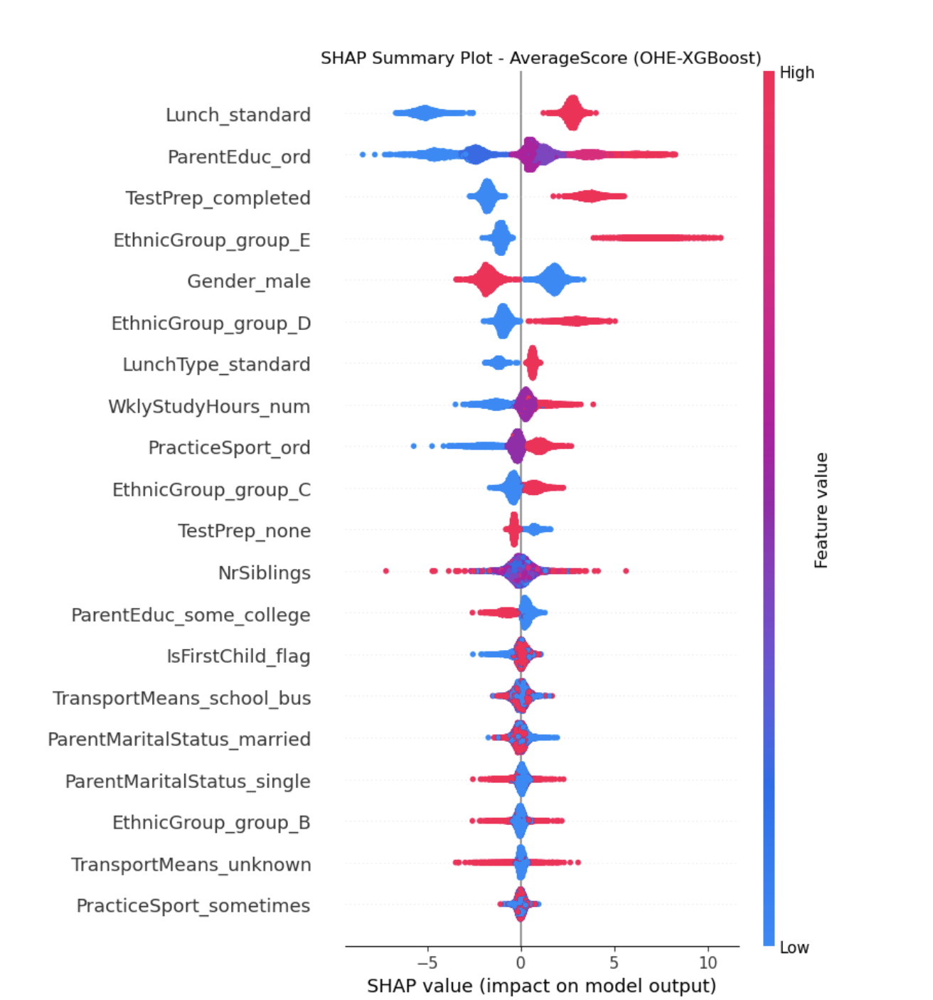 SHAP Summary Plot - AverageScore (OHE-XGBoost)
High
Lunch_standard
ParentEduc_ord
TestPrep_completed
EthnicGroup_group_E
Gender_male
EthnicGroup_group_D
LunchType_standard
WklyStudyHours_num
PracticeSport_ord
EthnicGroup_group_C
TestPrep_none
NrSiblings
ParentEduc_some_college
IsFirstChild_flag
TransportMeans_school_bus
ParentMaritalStatus_married
ParentMaritalStatus_single
EthnicGroup_group_B
TransportMeans_unknown
PracticeSport_sometimes
Feature value
Low
−5 0 5 10
SHAP value (impact on model output)